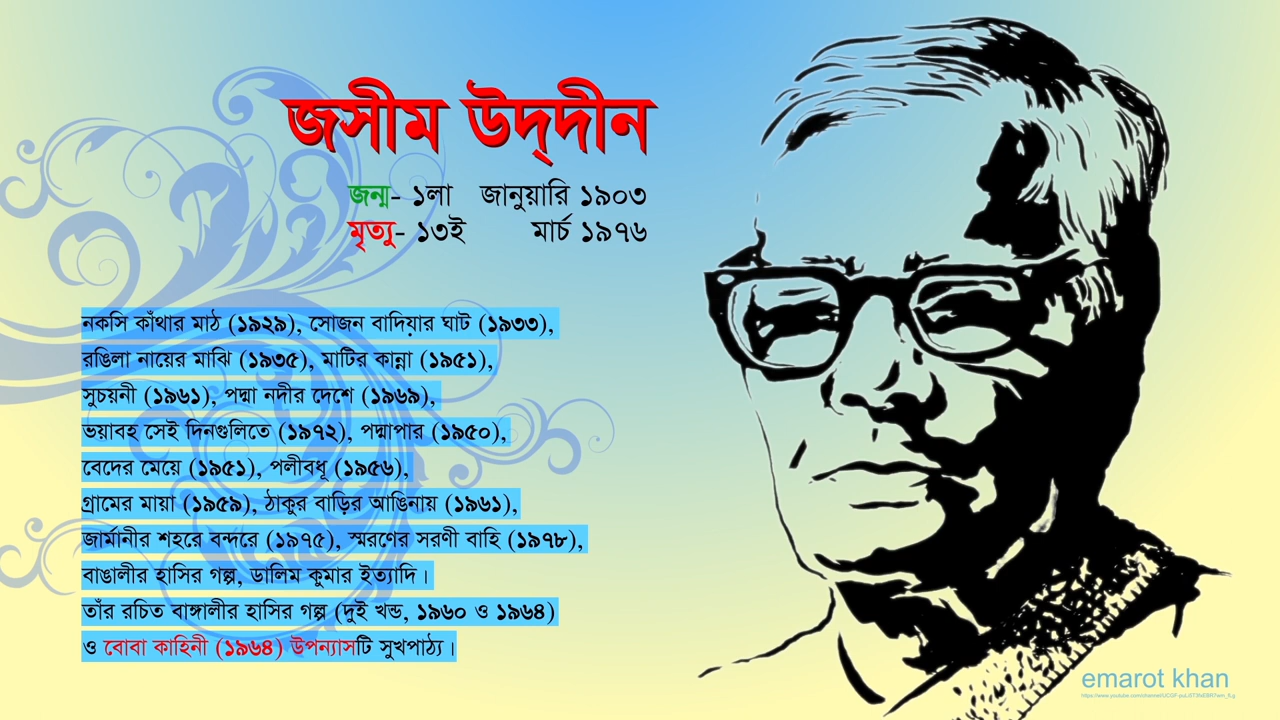 জসীম উদ্‌দীন
জন্ম- ১লা জানুয়ারি ১৯০৩
মৃত্যু- ১৩ই মার্চ ১৯৭৬
নকসি কাঁথার মাঠ (১৯২৯), সোজন বাদিয়ার ঘাট (১৯৩৩),
রঙিলা নায়ের মাঝি (১৯৩৫), মাটির কান্না (১৯৫১),
সুচয়নী (১৯৬১), পদ্মা নদীর দেশে (১৯৬৯),
ভয়াবহ সেই দিনগুলিতে (১৯৭২), পদ্মাপার (১৯৫০),
বেদের মেয়ে (১৯৫১), পলীবধূ (১৯৫৬),
গ্রামের মায়া (১৯৫৯), ঠাকুর বাড়ির আঙিনায় (১৯৬১),
জার্মানীর শহরে বন্দরে (১৯৭৫), স্মরণের সরণী বাহি (১৯৭৮),
বাঙালীর হাসির গল্প, ডালিম কুমার ইত্যাদি।
তাঁর রচিত বাঙ্গালীর হাসির গল্প (দুই খন্ড, ১৯৬০ ও ১৯৬৪)
ও বোবা কাহিনী (১৯৬৪) উপন্যাসটি সুখপাঠ্য।
emarot khan